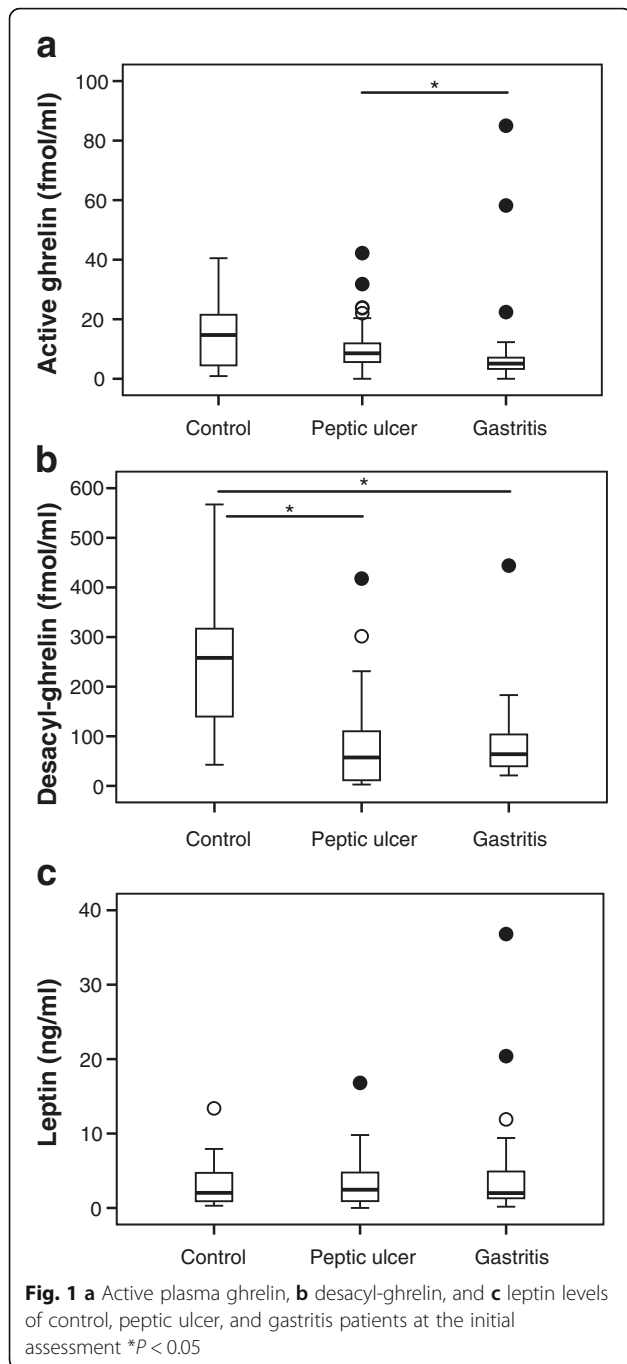 a
100
80
60
40
20
0
Active ghrelin (fmol/ml)
*
Control Peptic ulcer Gastritis
b
600
500
400
300
200
100
0
Desacyl-ghrelin (fmol/ml)
*
*
Control Peptic ulcer Gastritis
c
40
30
20
10
0
Leptin (ng/ml)
Control Peptic ulcer Gastritis
Fig. 1 a Active plasma ghrelin, b desacyl-ghrelin, and c leptin levels
of control, peptic ulcer, and gastritis patients at the initial
assessment *P < 0.05